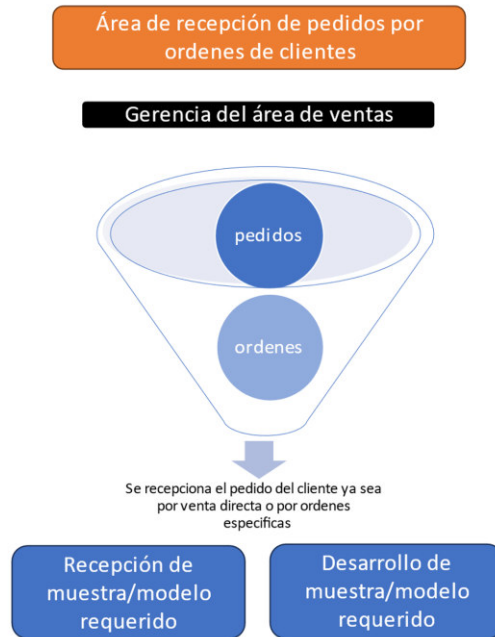 Área de recepción de pedidos por
ordenes de clientes
Gerencia del área de ventas
pedidos
ordenes
Se recepciona el pedido del cliente ya sea
por venta directa o por ordenes
especificas
Recepción de
muestra/modelo
requerido
Desarrollo de
muestra/modelo
requerido